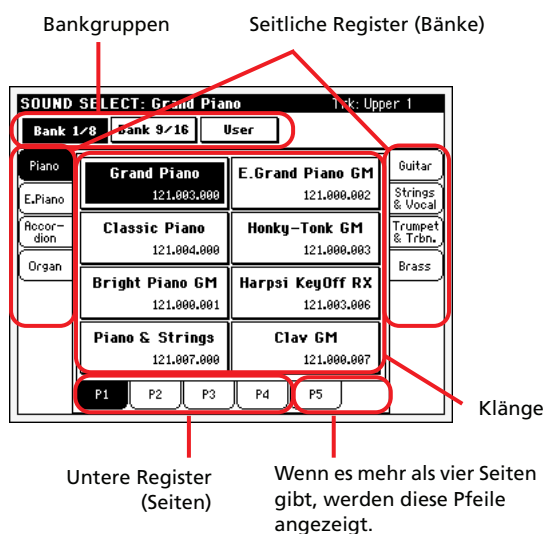 Bankgruppen
Seitliche Register (Bänke)
SOUND SELECT: Grand Piano Trk: Upper 1
Bank 1/8 Bank 9/16 User
Piano
E.Piano
Accor-
dion
Organ
Grand Piano
121.003.000
E.Grand Piano GM
121.000.002
Classic Piano
121.004.000
Honky-Tonk GM
121.000.003
Bright Piano GM
121.000.001
Harpsi KeyOff RX
121.003.006
Piano & Strings
121.007.000
Clav GM
121.000.007
Guitar
Strings
& Vocal
Trumpet
& Trbn.
Brass
P1 P2 P3 P4 P5
Klänge
Untere Register
(Seiten)
Wenn es mehr als vier Seiten
gibt, werden diese Pfeile
angezeigt.